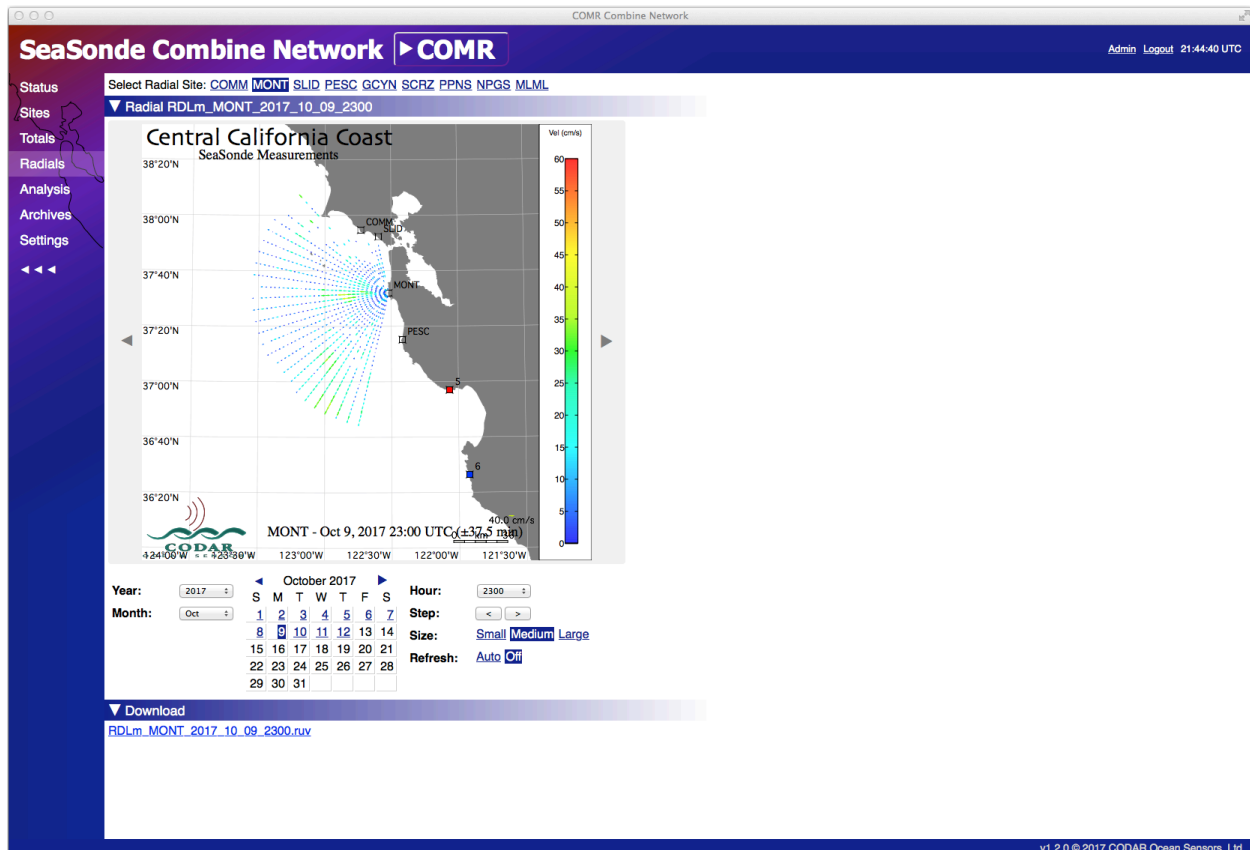 COMR Combine Network
SeaSonde Combine Network ▶COMR
Admin Logout 21:44:40 UTC
Status
Sites
Totals
Radials
Analysis
Archives
Settings
◀ ◀ ◀
Select Radial Site: COMM MONT SLID PESC GCYN SCRZ PPNS NPGS MLML
▼ Radial RDLm_MONT_2017_10_09_2300
Central California Coast
SeaSonde Measurements
Vel (cm/s)
60
55
50
45
40
35
30
25
20
15
10
5
0
38°20'N
38°00'N
37°40'N
37°20'N
37°00'N
36°40'N
36°20'N
COMM
SLID
MONT
PESC
5
6
CODAR
40.0 cm/s
MONT - Oct 9, 2017 23:00 UTC (±37.5 min)
0 km
124°00'W 123°30'W 123°00'W 122°30'W 122°00'W 121°30'W
Year: 2017
Month: Oct
◀ October 2017 ▶
S M T W T F S
1 2 3 4 5 6 7
8 9 10 11 12 13 14
15 16 17 18 19 20 21
22 23 24 25 26 27 28
29 30 31
Hour: 2300
Step: < >
Size: Small Medium Large
Refresh: Auto Off
▼ Download
RDLm_MONT_2017_10_09_2300.ruv
v1.2.0 © 2017 CODAR Ocean Sensors, Ltd.